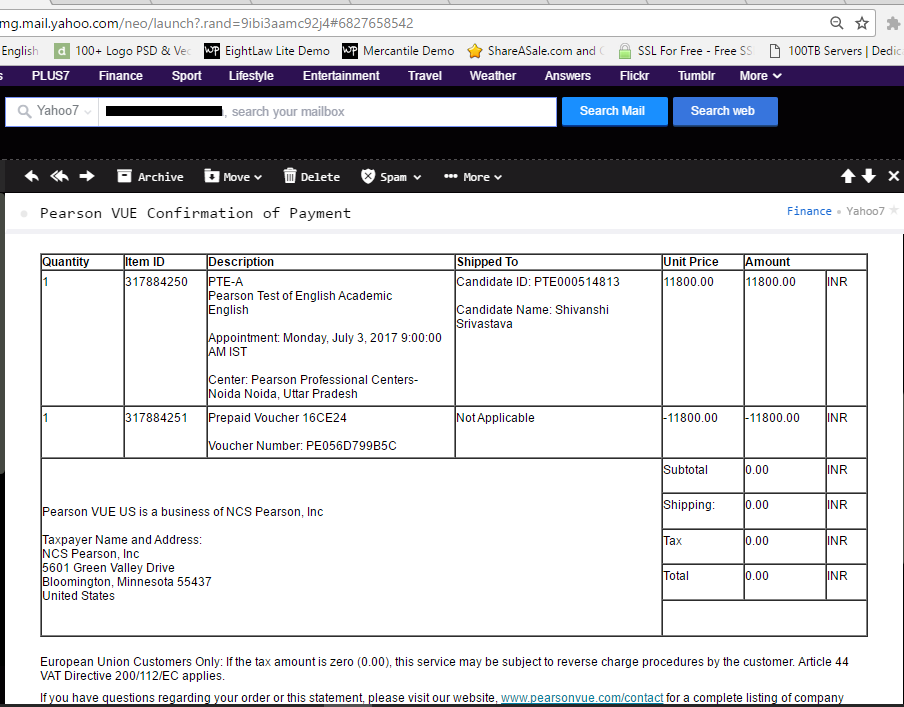 mg.mail.yahoo.com/neo/launch?.rand=9ibi3aamc92j4#6827658542
English 100+ Logo PSD & Vec EightLaw Lite Demo Mercantile Demo ShareASale.com and SSL For Free - Free SS 100TB Servers | Dedic
s PLUS7 Finance Sport Lifestyle Entertainment Travel Weather Answers Flickr Tumblr More
Yahoo7 , search your mailbox Search Mail Search web
Archive Move Delete Spam More
Pearson VUE Confirmation of Payment Finance Yahoo7
Quantity Item ID Description Shipped To Unit Price Amount
1 317884250 PTE-A Candidate ID: PTE000514813 11800.00 11800.00 INR
Pearson Test of English Academic
English Candidate Name: Shivanshi
Srivastava
Appointment: Monday, July 3, 2017 9:00:00
AM IST
Center: Pearson Professional Centers-
Noida Noida, Uttar Pradesh
1 317884251 Prepaid Voucher 16CE24 Not Applicable -11800.00 -11800.00 INR
Voucher Number: PE056D799B5C
Subtotal 0.00 INR
Shipping: 0.00 INR
Tax 0.00 INR
Total 0.00 INR
Pearson VUE US is a business of NCS Pearson, Inc
Taxpayer Name and Address:
NCS Pearson, Inc
5601 Green Valley Drive
Bloomington, Minnesota 55437
United States
European Union Customers Only: If the tax amount is zero (0.00), this service may be subject to reverse charge procedures by the customer. Article 44
VAT Directive 200/112/EC applies.
If you have questions regarding your order or this statement, please visit our website, www.pearsonvue.com/contact for a complete listing of company